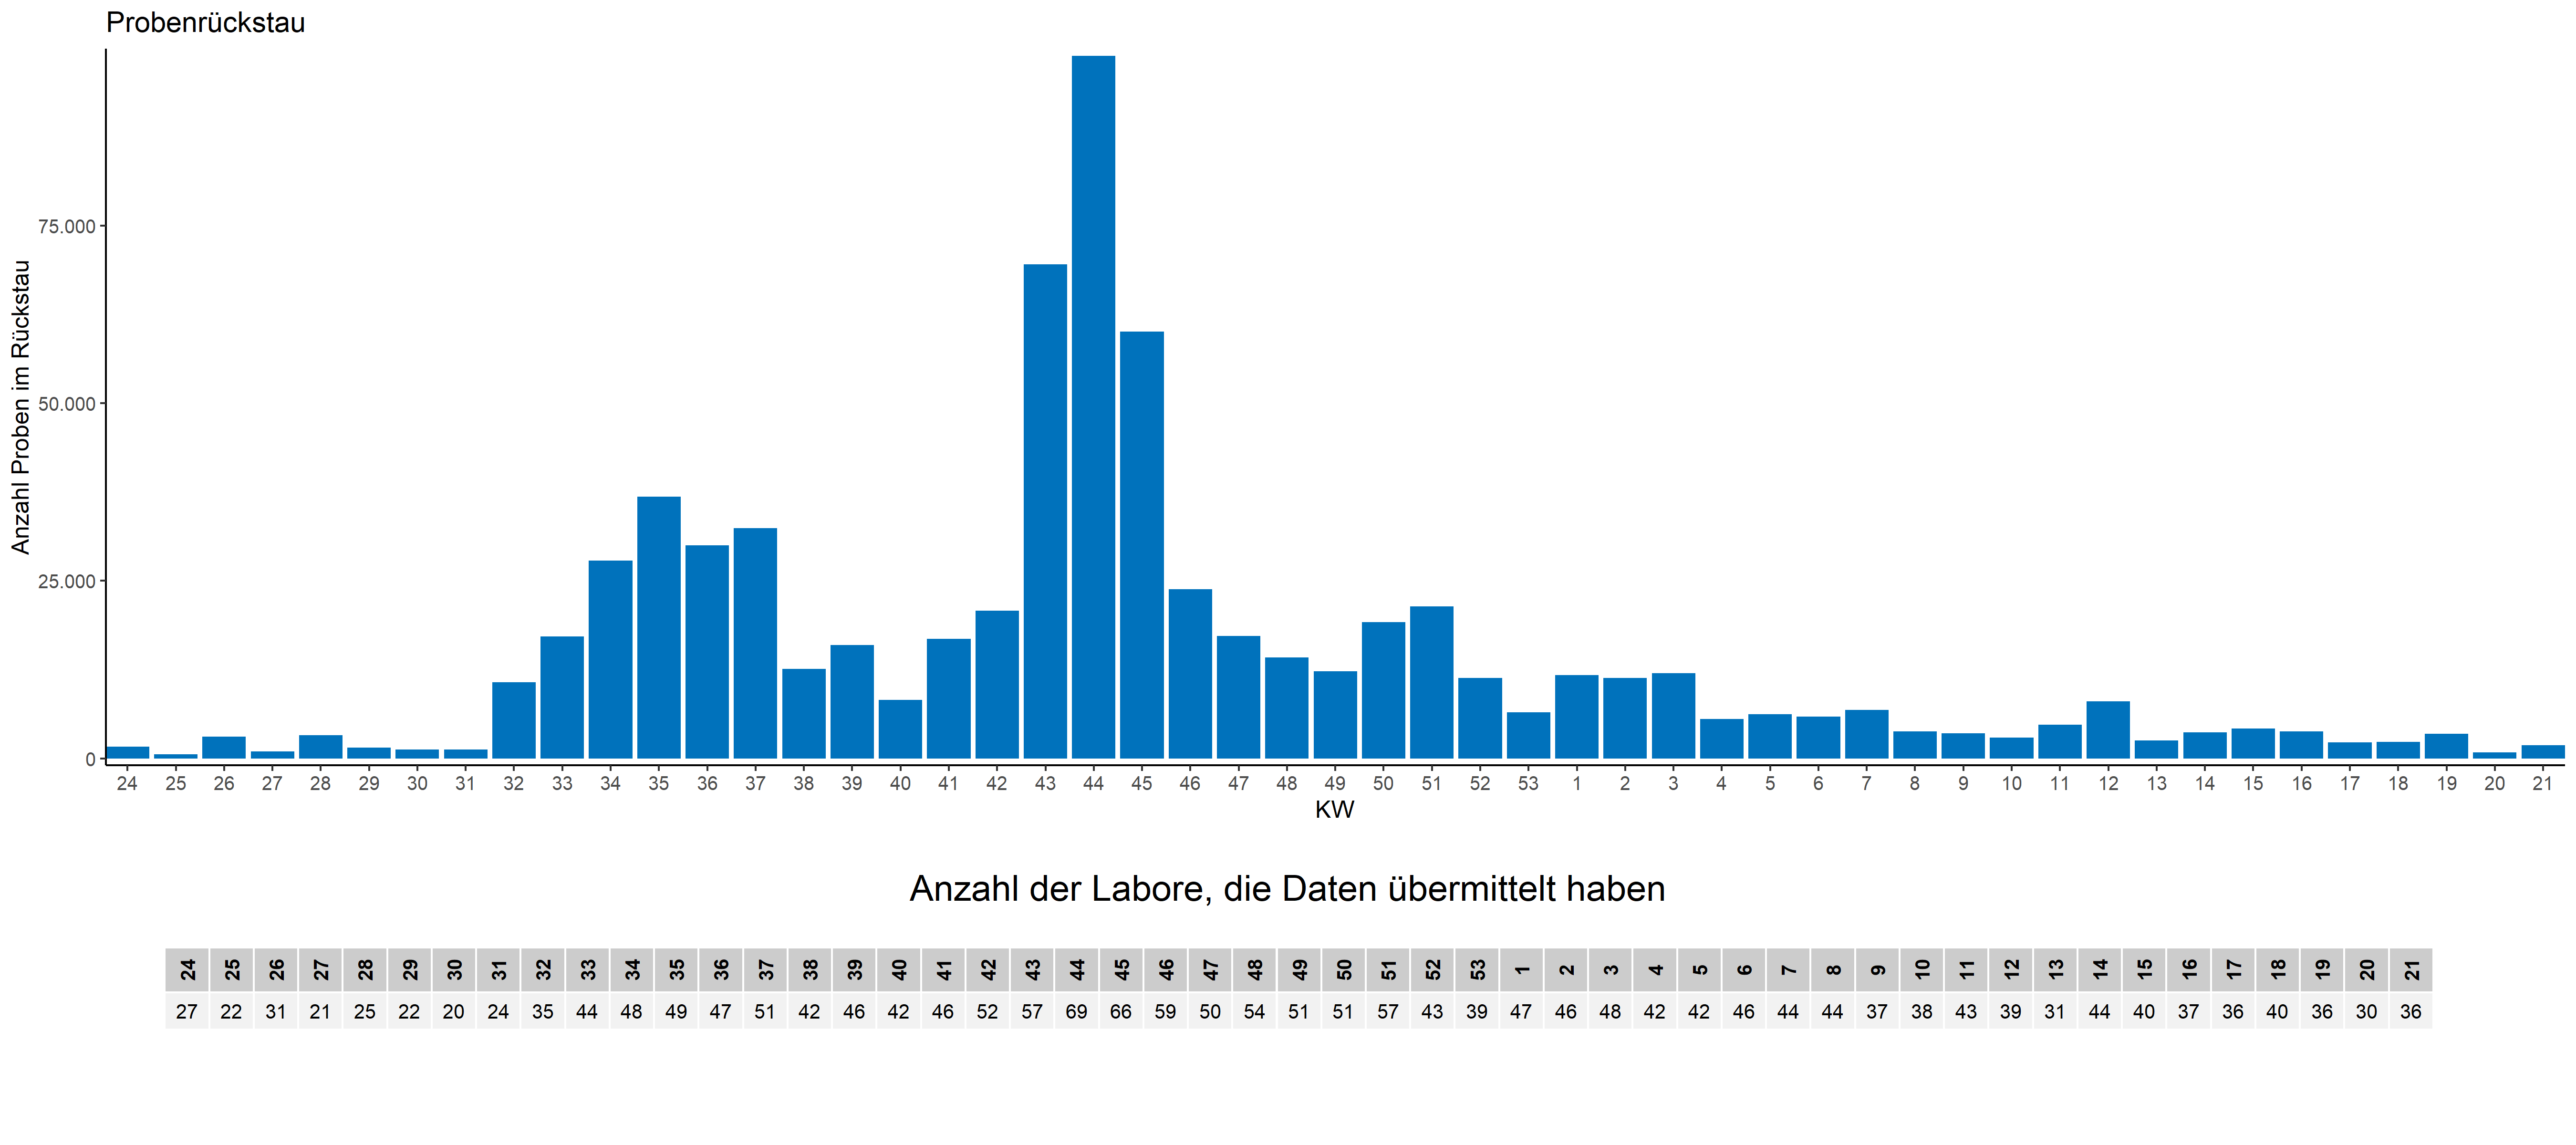 Probenrückstau
Anzahl Proben im Rückstau
75.000
50.000
25.000
0
24 25 26 27 28 29 30 31 32 33 34 35 36 37 38 39 40 41 42 43 44 45 46 47 48 49 50 51 52 53 1 2 3 4 5 6 7 8 9 10 11 12 13 14 15 16 17 18 19 20 21
KW
Anzahl der Labore, die Daten übermittelt haben
24 25 26 27 28 29 30 31 32 33 34 35 36 37 38 39 40 41 42 43 44 45 46 47 48 49 50 51 52 53 1 2 3 4 5 6 7 8 9 10 11 12 13 14 15 16 17 18 19 20 21
27 22 31 21 25 22 20 24 35 44 48 49 47 51 42 46 42 46 52 57 69 66 59 50 54 51 51 57 43 39 47 46 48 42 42 46 44 44 37 38 43 39 31 44 40 37 36 40 36 30 36